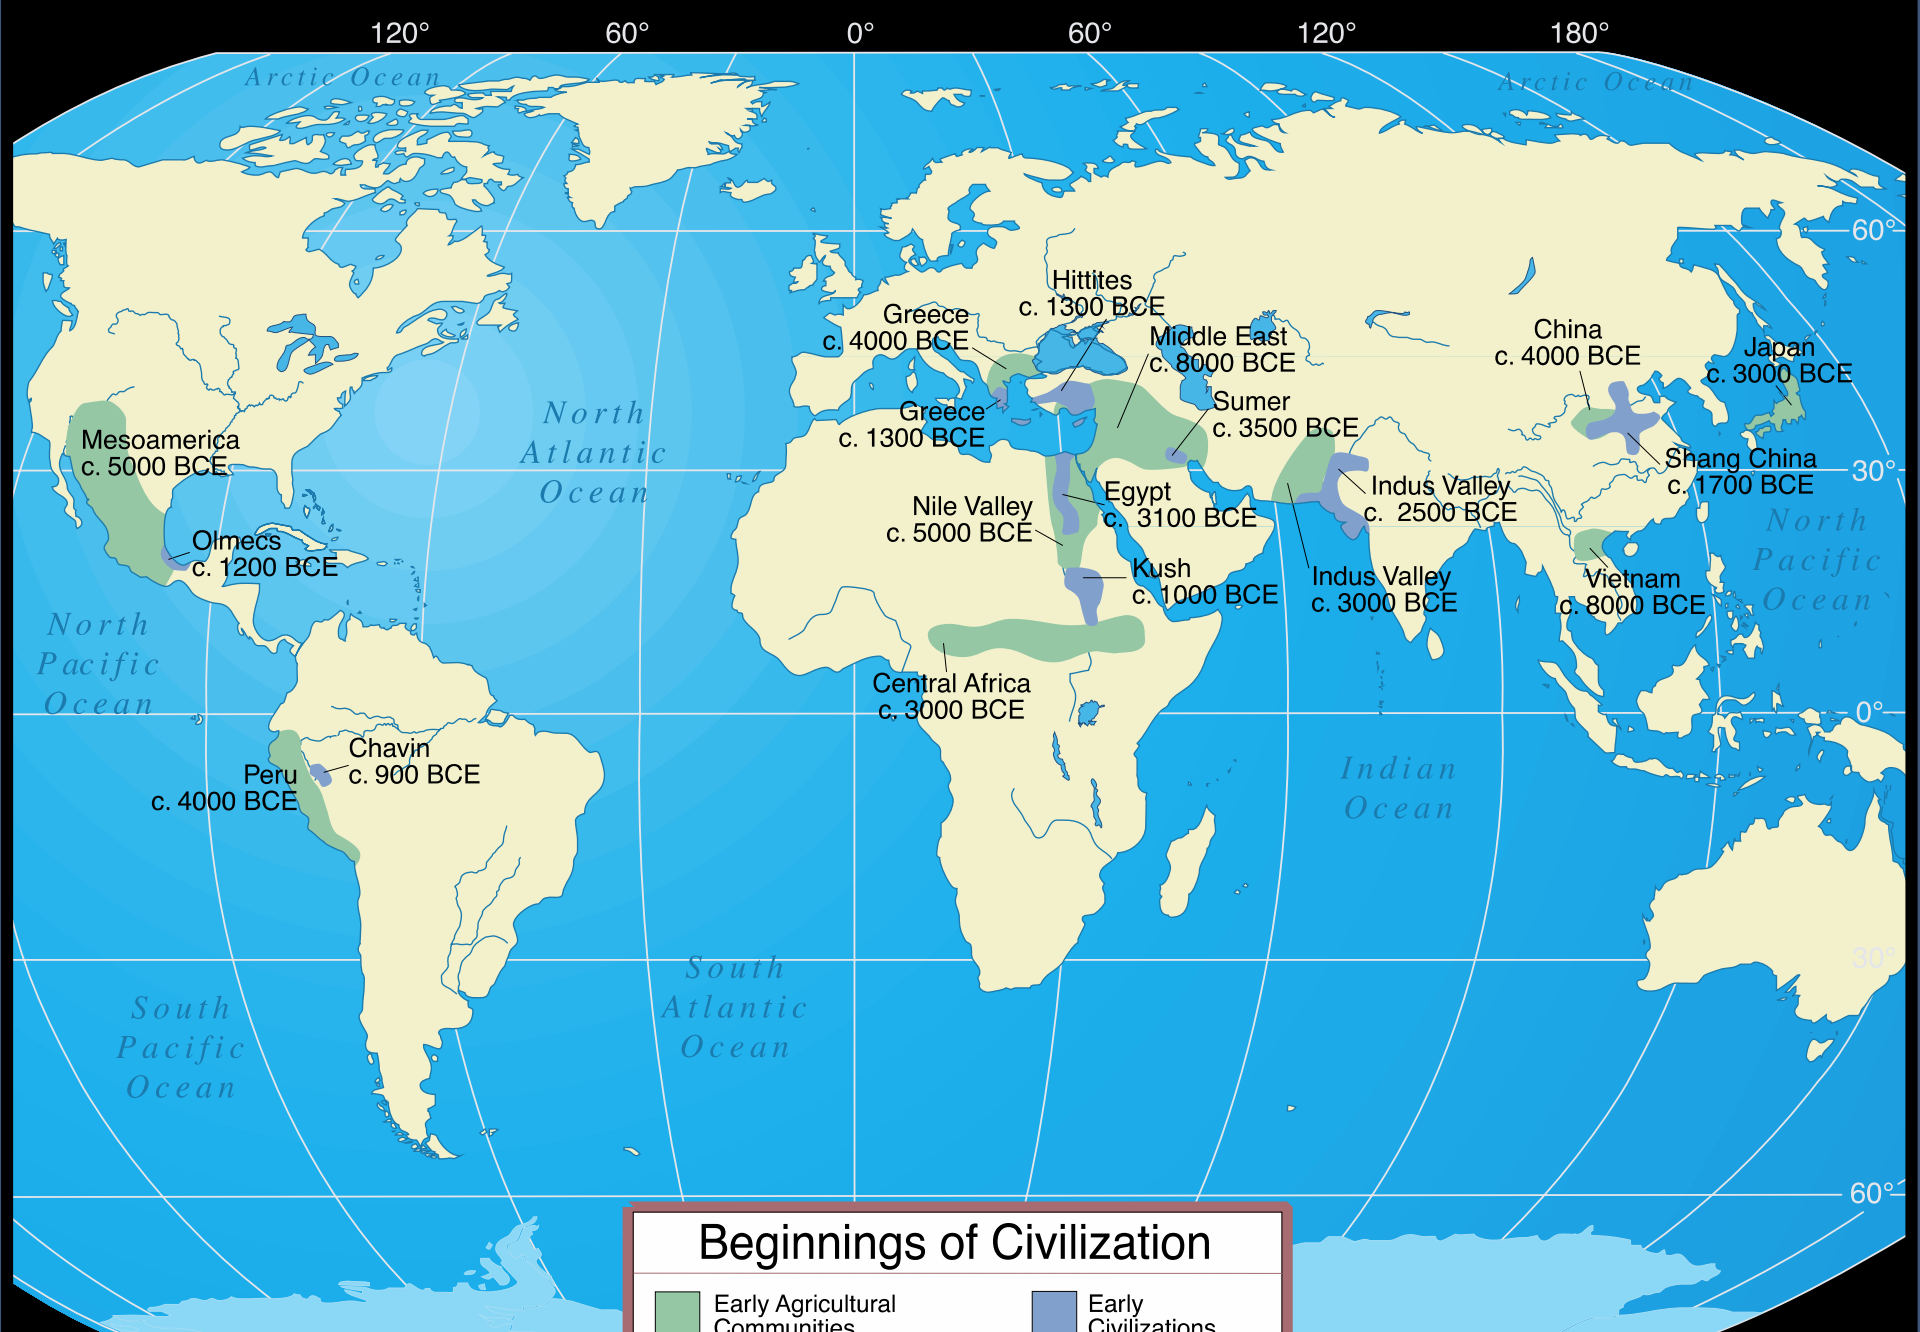 120°
60°
0°
60°
120°
180°
Arctic Ocean
Arctic Ocean
60°
Hittites
c. 1300 BCE
Greece
c. 4000 BCE
Middle East
c. 8000 BCE
China
c. 4000 BCE
Japan
c. 3000 BCE
Greece
c. 1300 BCE
Sumer
c. 3500 BCE
North
Atlantic
Ocean
Mesoamerica
c. 5000 BCE
Shang China
c. 1700 BCE
30°
Indus Valley
c. 2500 BCE
Egypt
c. 3100 BCE
Nile Valley
c. 5000 BCE
North
Pacific
Ocean
Olmecs
c. 1200 BCE
Kush
c. 1000 BCE
Indus Valley
c. 3000 BCE
Vietnam
c. 8000 BCE
North
Pacific
Ocean
Central Africa
c. 3000 BCE
0°
Chavin
c. 900 BCE
Peru
c. 4000 BCE
Indian
Ocean
30°
South
Atlantic
Ocean
South
Pacific
Ocean
60°
Beginnings of Civilization
Early Agricultural
Communities
Early
Civilizations